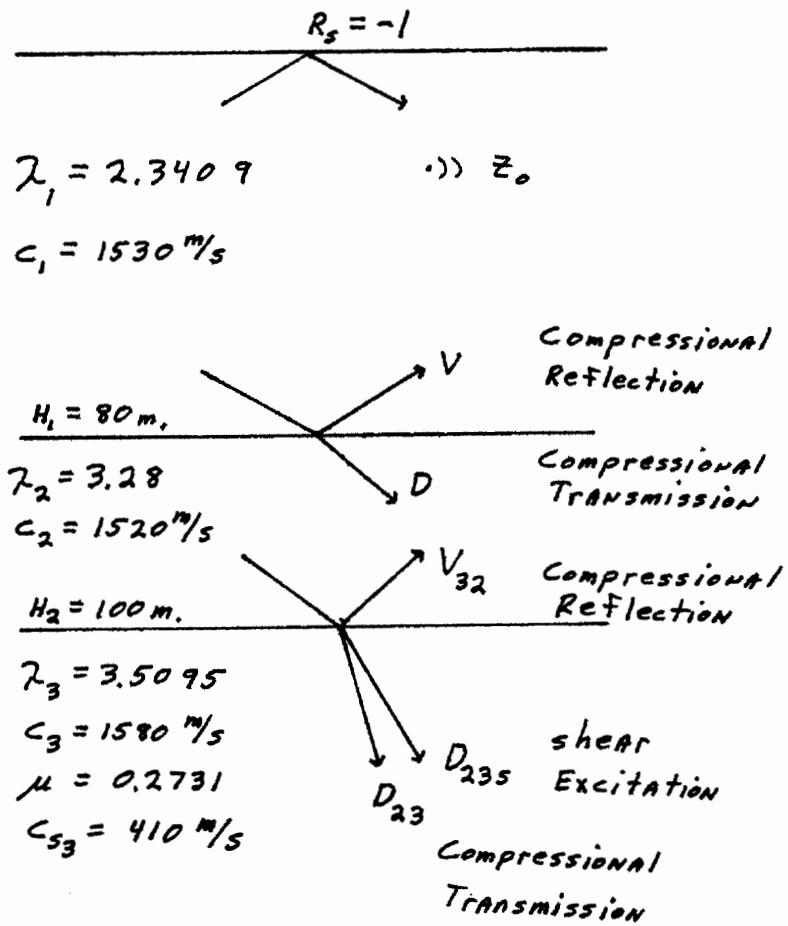 R_s = -1
λ_1 = 2.3409
·)) Z_o
c_1 = 1530 m/s
V
Compressional
Reflection
H_1 = 80 m.
λ_2 = 3.28
c_2 = 1520 m/s
D
Compressional
Transmission
V_32
Compressional
Reflection
H_2 = 100 m.
λ_3 = 3.5095
c_3 = 1580 m/s
μ = 0.2731
c_s3 = 410 m/s
D_23
D_23s
shear
Excitation
Compressional
Transmission